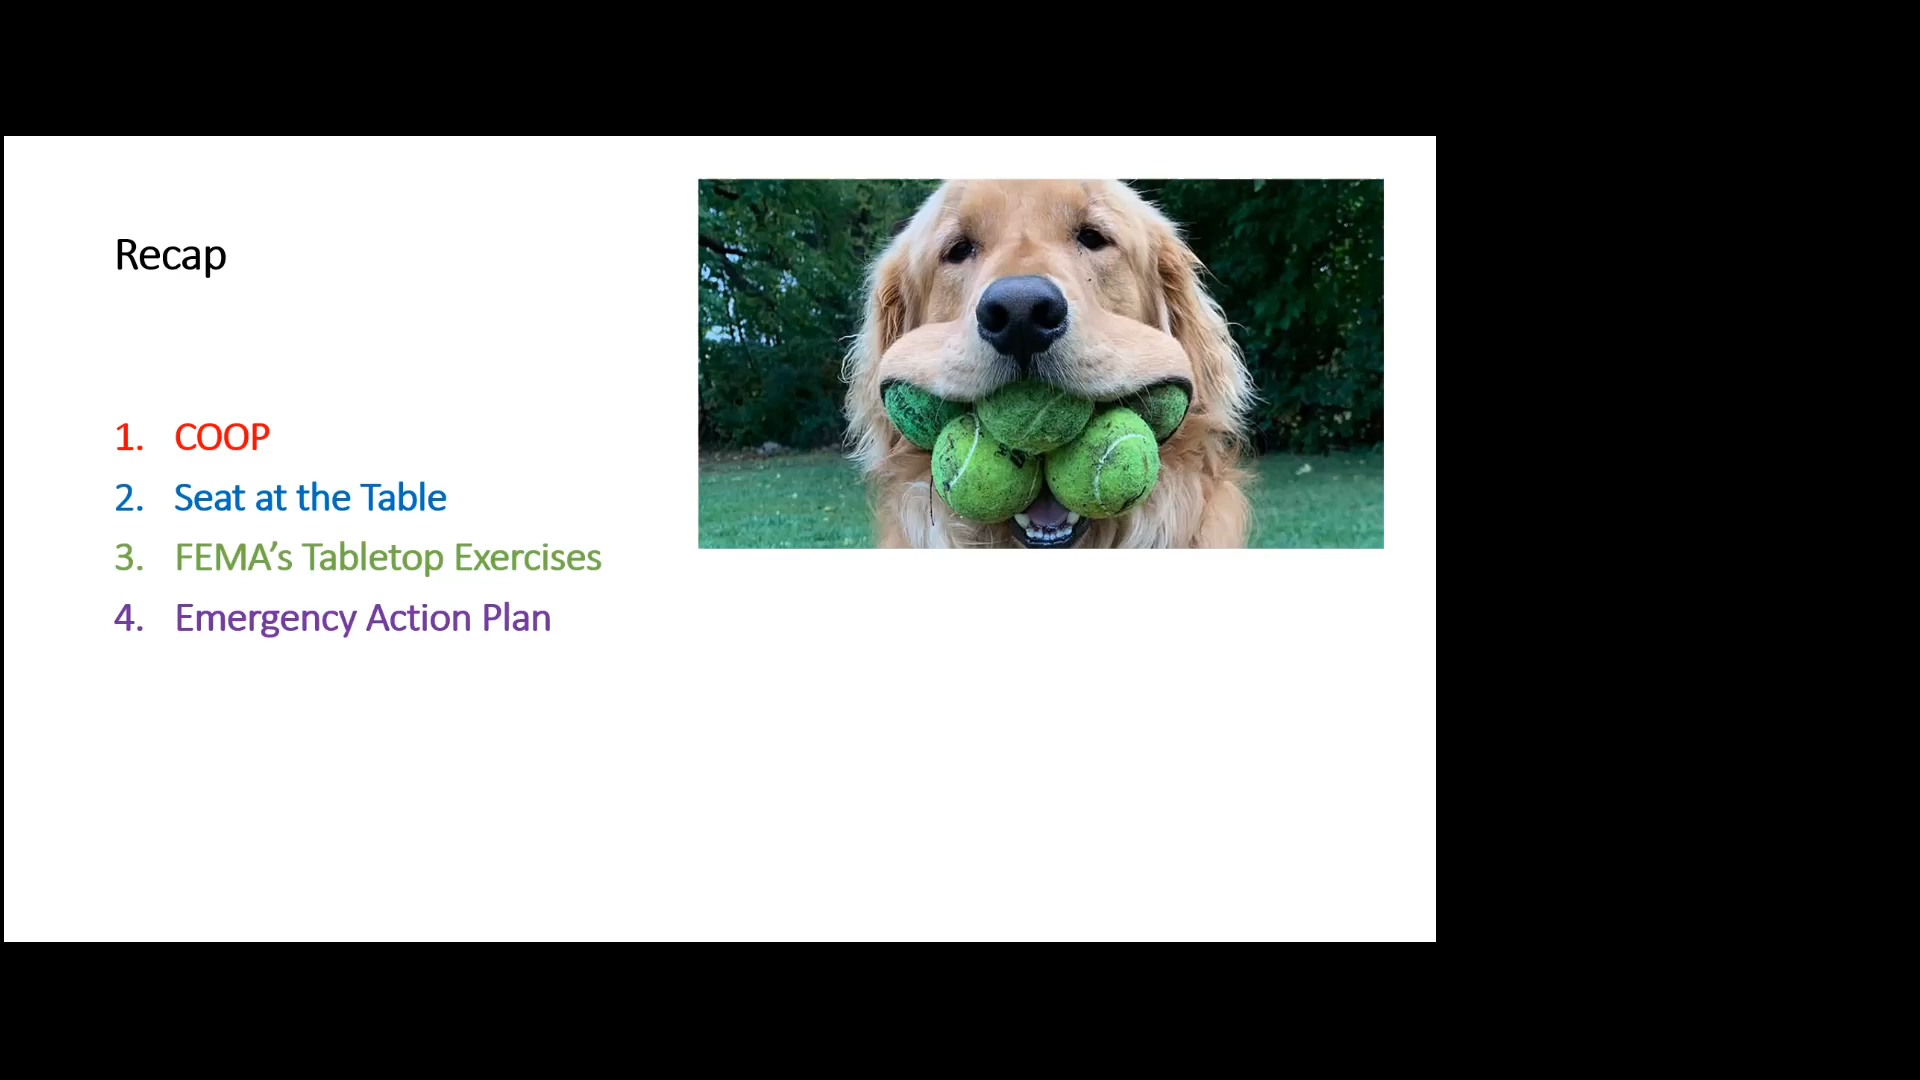 Recap
1. COOP
2. Seat at the Table
3. FEMA’s Tabletop Exercises
4. Emergency Action Plan